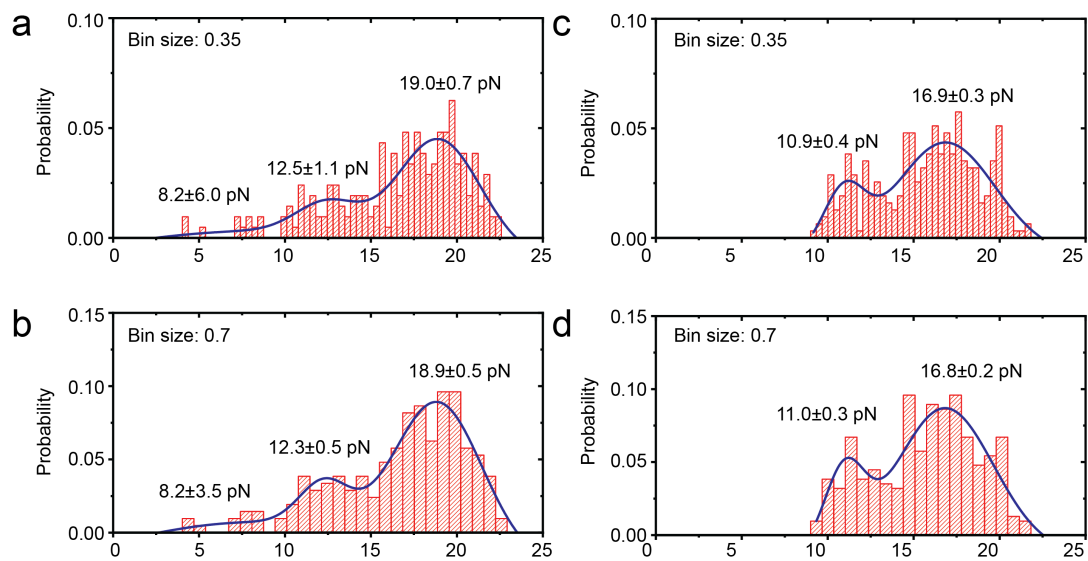 a
0.10
Bin size: 0.35
19.0±0.7 pN
12.5±1.1 pN
8.2±6.0 pN
0.05
0.00
Probability
0 5 10 15 20 25
c
0.10
Bin size: 0.35
16.9±0.3 pN
10.9±0.4 pN
0.05
0.00
Probability
0 5 10 15 20 25
b
0.15
Bin size: 0.7
18.9±0.5 pN
0.10
12.3±0.5 pN
8.2±3.5 pN
0.05
0.00
Probability
0 5 10 15 20 25
d
0.15
Bin size: 0.7
16.8±0.2 pN
0.10
11.0±0.3 pN
0.05
0.00
Probability
0 5 10 15 20 25